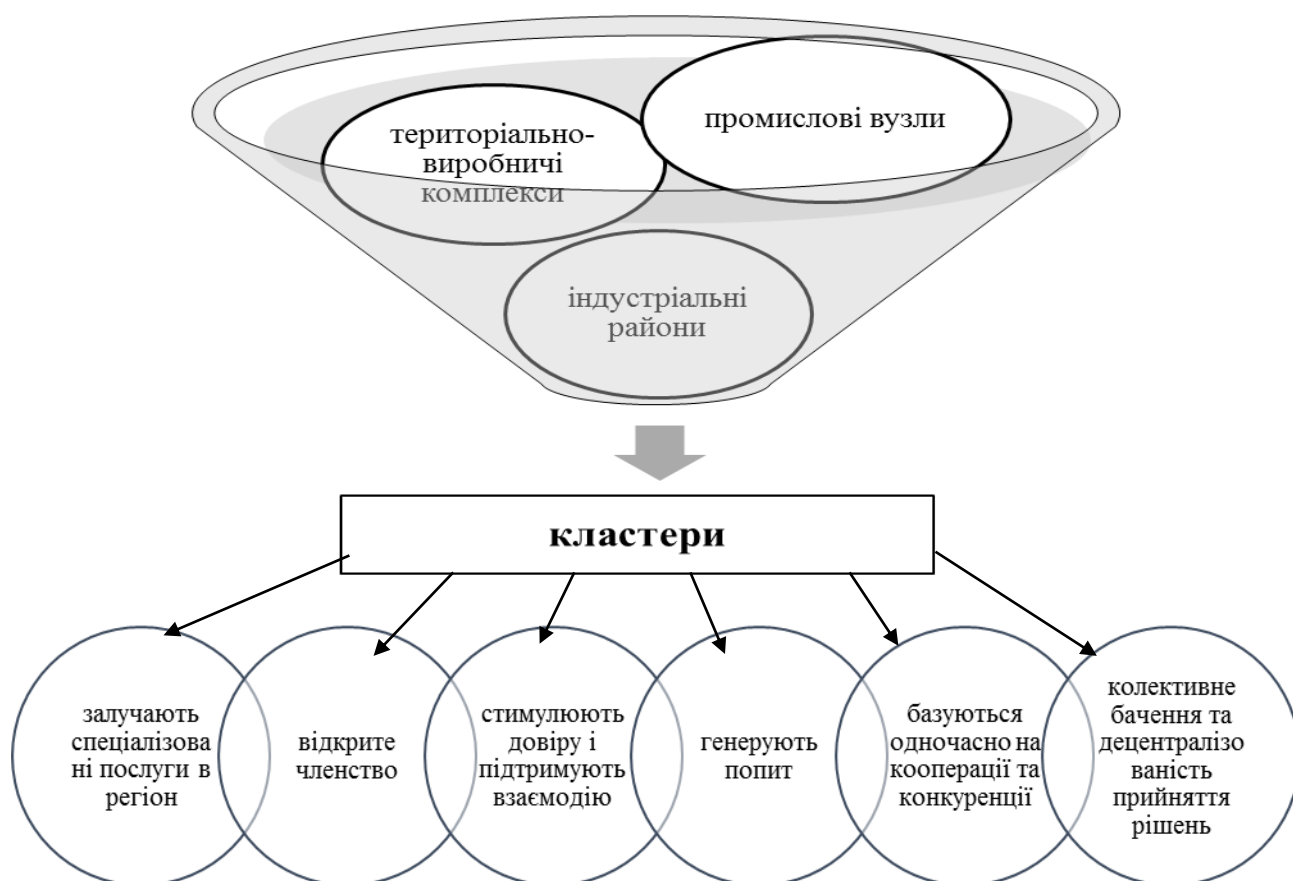 промислові вузли
територіально-
виробничі
комплекси
індустріальні
райони
кластери
залучають
спеціалізова
ні послуги в
регіон
відкрите
членство
стимулюють
довіру і
підтримують
взаємодію
генерують
попит
базуються
одночасно на
кооперації та
конкуренції
колективне
бачення та
децентралізо
ваність
прийняття
рішень